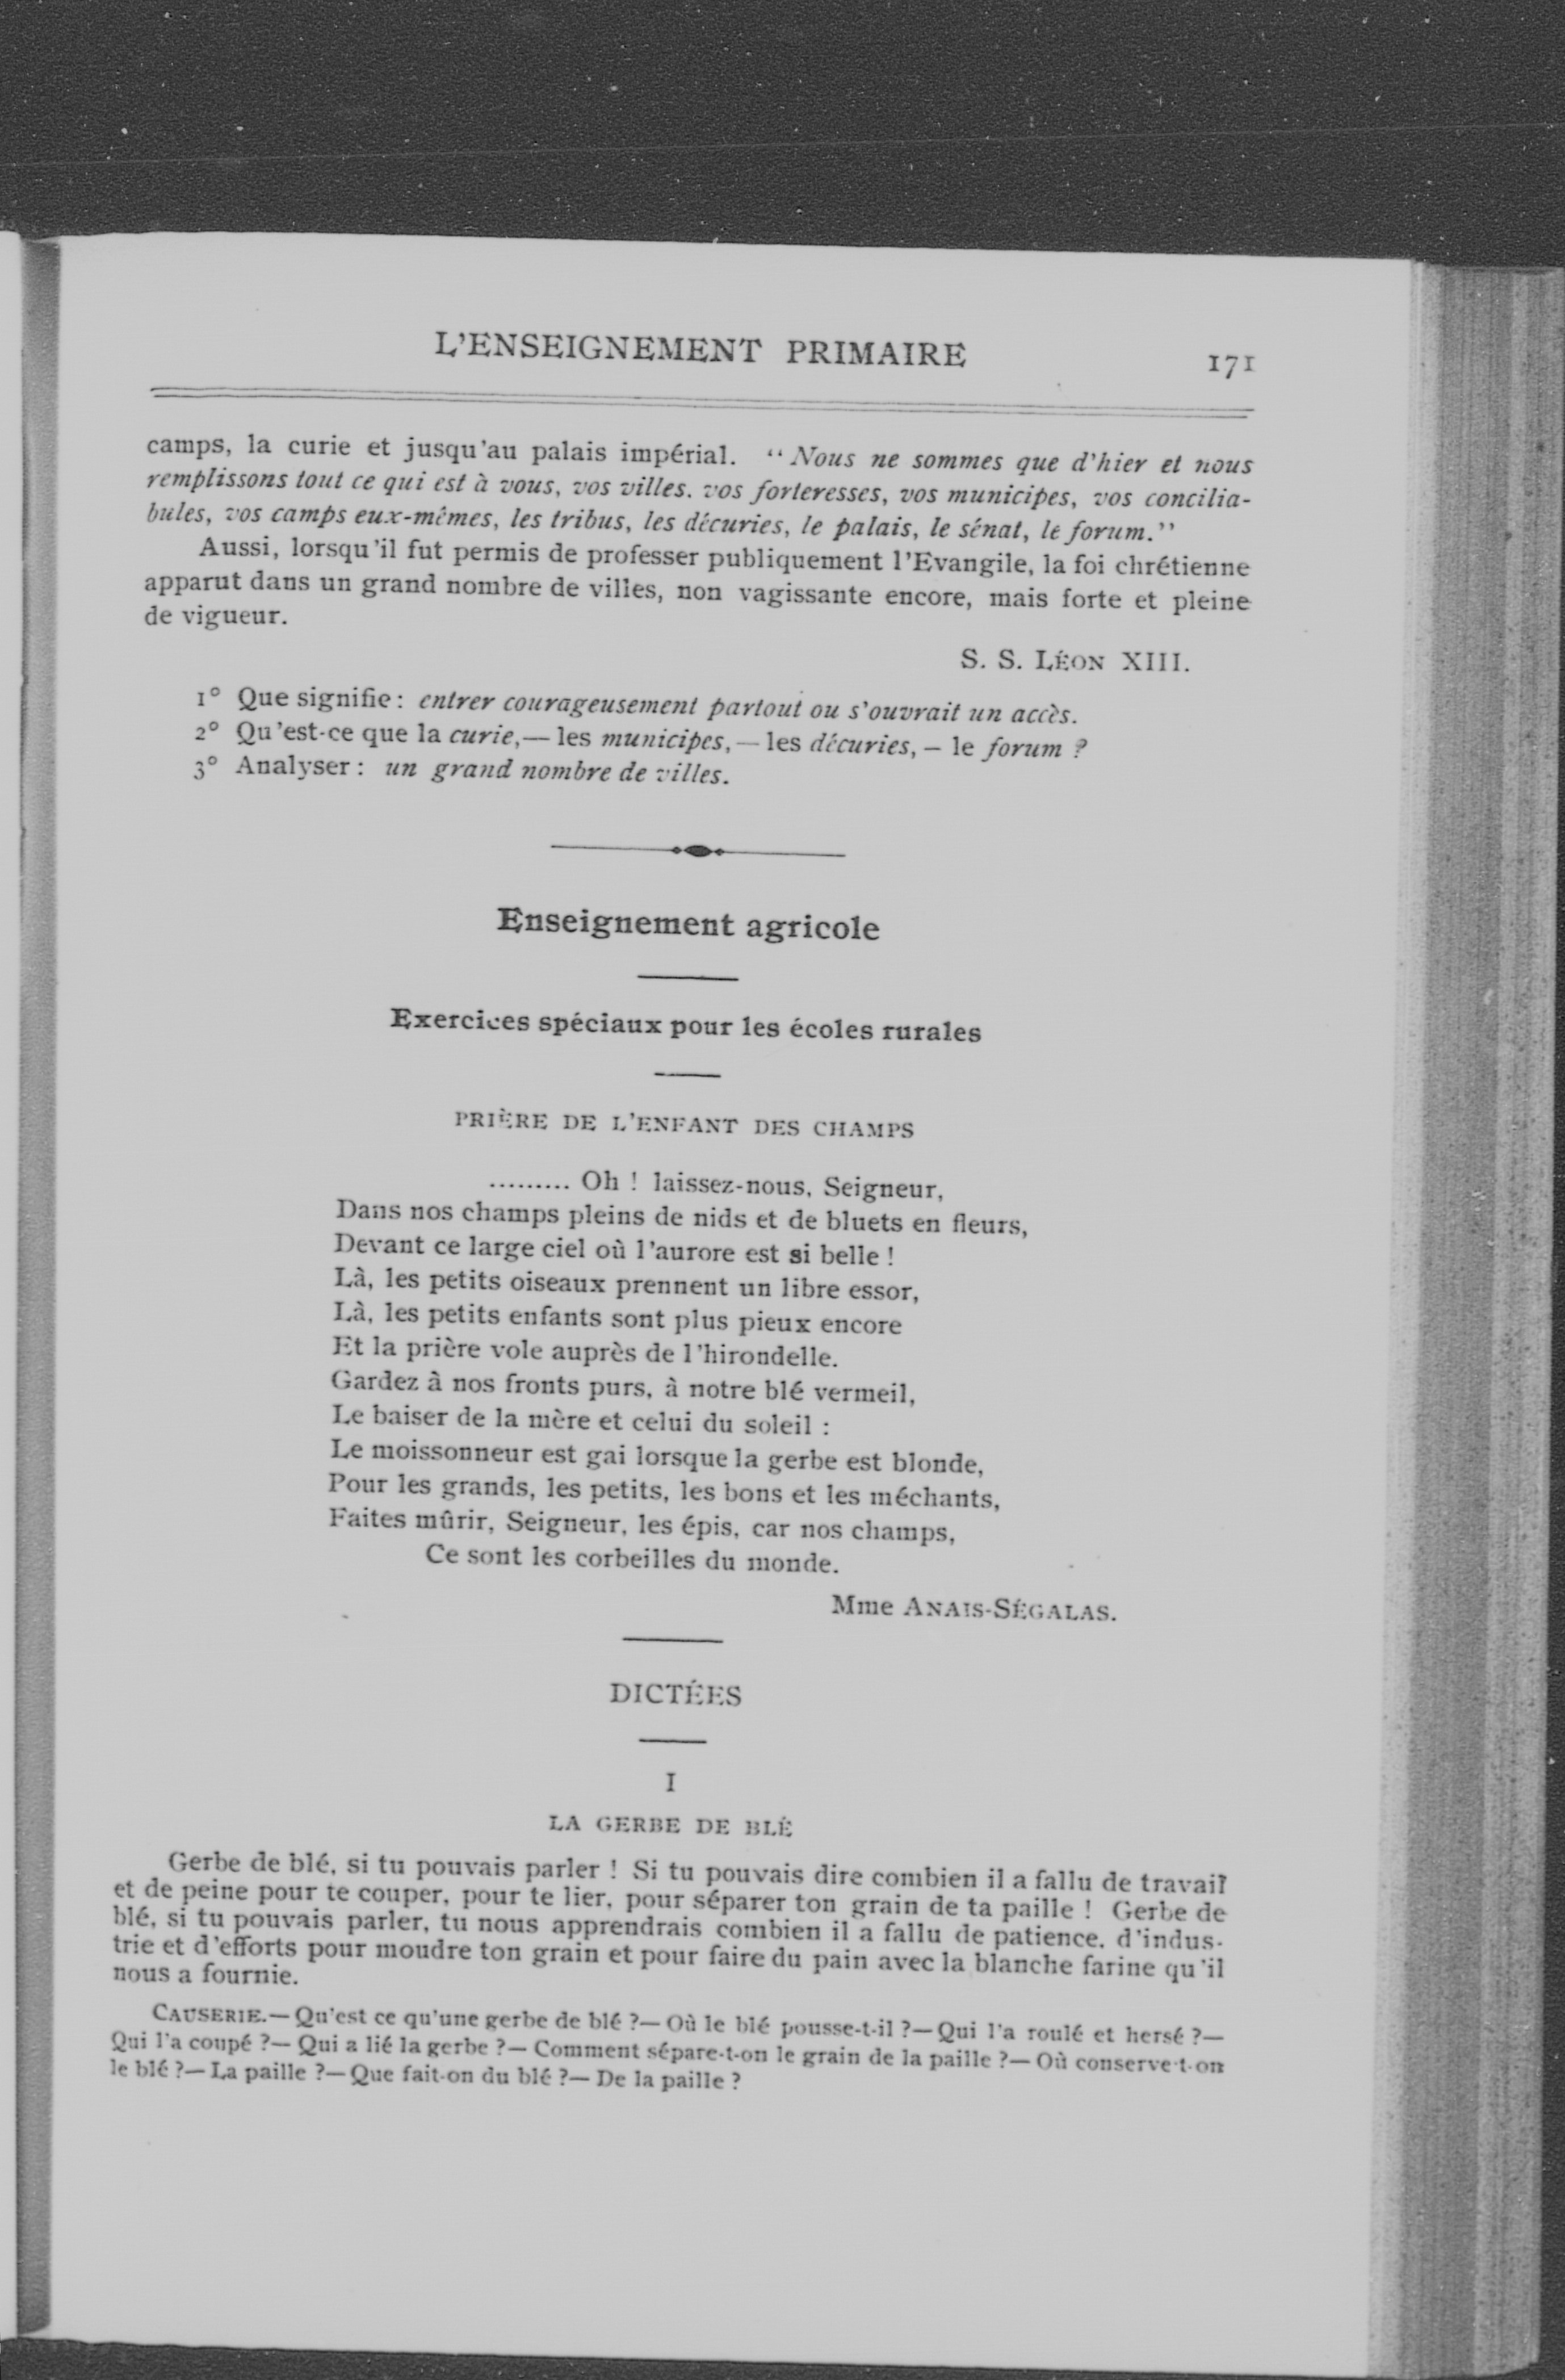 L'ENSEIGNEMENT PRIMAIRE 171
camps, la curie et jusqu'au palais impérial. “Nous ne sommes que d'hier et nous
remplissons tout ce qui est à vous, vos villes. vos forteresses, vos municipes, vos concilia-
bules, vos camps eux-mêmes, les tribus, les décuries, le palais, le sénat, le forum.”
Aussi, lorsqu'il fut permis de professer publiquement l'Evangile, la foi chrétienne
apparut dans un grand nombre de villes, non vagissante encore, mais forte et pleine
de vigueur.
S. S. LÉON XIII.
1° Que signifie : entrer courageusement partout ou s'ouvrait un accès.
2° Qu'est-ce que la curie,— les municipes, — les décuries, – le forum ?
3° Analyser : un grand nombre de villes.
Enseignement agricole
Exercices spéciaux pour les écoles rurales
PRIÈRE DE L'ENFANT DES CHAMPS
......... Oh ! laissez-nous, Seigneur,
Dans nos champs pleins de nids et de bluets en fleurs,
Devant ce large ciel où l'aurore est si belle !
Là, les petits oiseaux prennent un libre essor,
Là, les petits enfants sont plus pieux encore
Et la prière vole auprès de l'hirondelle.
Gardez à nos fronts purs, à notre blé vermeil,
Le baiser de la mère et celui du soleil :
Le moissonneur est gai lorsque la gerbe est blonde,
Pour les grands, les petits, les bons et les méchants,
Faites mûrir, Seigneur, les épis, car nos champs,
Ce sont les corbeilles du monde.
Mme ANAIS-SÉGALAS.
DICTÉES
I
LA GERBE DE BLÉ
Gerbe de blé, si tu pouvais parler ! Si tu pouvais dire combien il a fallu de travail
et de peine pour te couper, pour te lier, pour séparer ton grain de ta paille ! Gerbe de
blé, si tu pouvais parler, tu nous apprendrais combien il a fallu de patience. d'indus-
trie et d'efforts pour moudre ton grain et pour faire du pain avec la blanche farine qu'il
nous a fournie.
CAUSERIE.— Qu'est ce qu'une gerbe de blé ?— Où le blé pousse-t-il ?— Qui l'a roulé et hersé ?—
Qui l'a coupé ?— Qui a lié la gerbe ?— Comment sépare-t-on le grain de la paille ?— Où conserve-t-on
le blé ?— La paille ?— Que fait-on du blé ?— De la paille ?